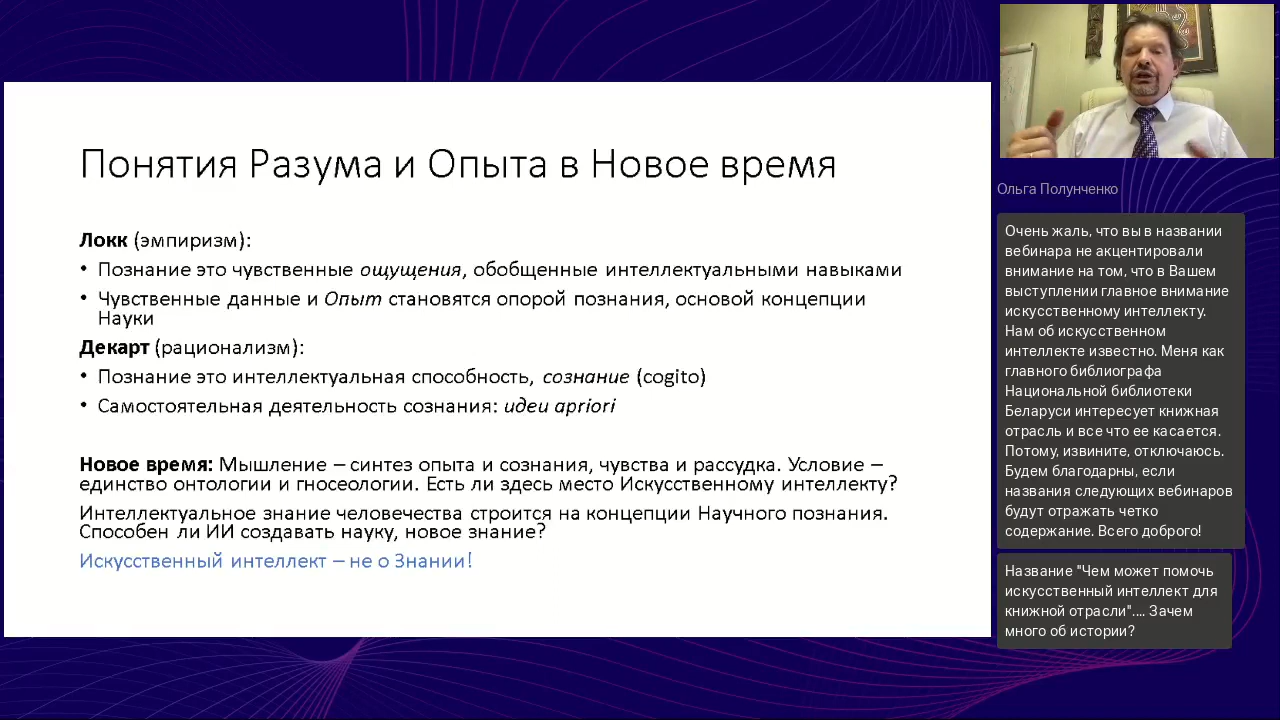 Понятия Разума и Опыта в Новое время
Локк (эмпиризм):
• Познание это чувственные ощущения, обобщенные интеллектуальными навыками
• Чувственные данные и Опыт становятся опорой познания, основой концепции
Науки
Декарт (рационализм):
• Познание это интеллектуальная способность, сознание (cogito)
• Самостоятельная деятельность сознания: идеи apriori
Новое время: Мышление – синтез опыта и сознания, чувства и рассудка. Условие –
единство онтологии и гносеологии. Есть ли здесь место Искусственному интеллекту?
Интеллектуальное знание человечества строится на концепции Научного познания.
Способен ли ИИ создавать науку, новое знание?
Искусственный интеллект – не о Знании!
Ольга Полунченко
Очень жаль, что вы в названии
вебинара не акцентировали
внимание на том, что в Вашем
выступлении главное внимание
искусственному интеллекту.
Нам об искусственном
интеллекте известно. Меня как
главного библиографа
Национальной библиотеки
Беларуси интересует книжная
отрасль и все что ее касается.
Потому, извините, отключаюсь.
Будем благодарны, если
названия следующих вебинаров
будут отражать четко
содержание. Всего доброго!
Название "Чем может помочь
искусственный интеллект для
книжной отрасли".... Зачем
много об истории?